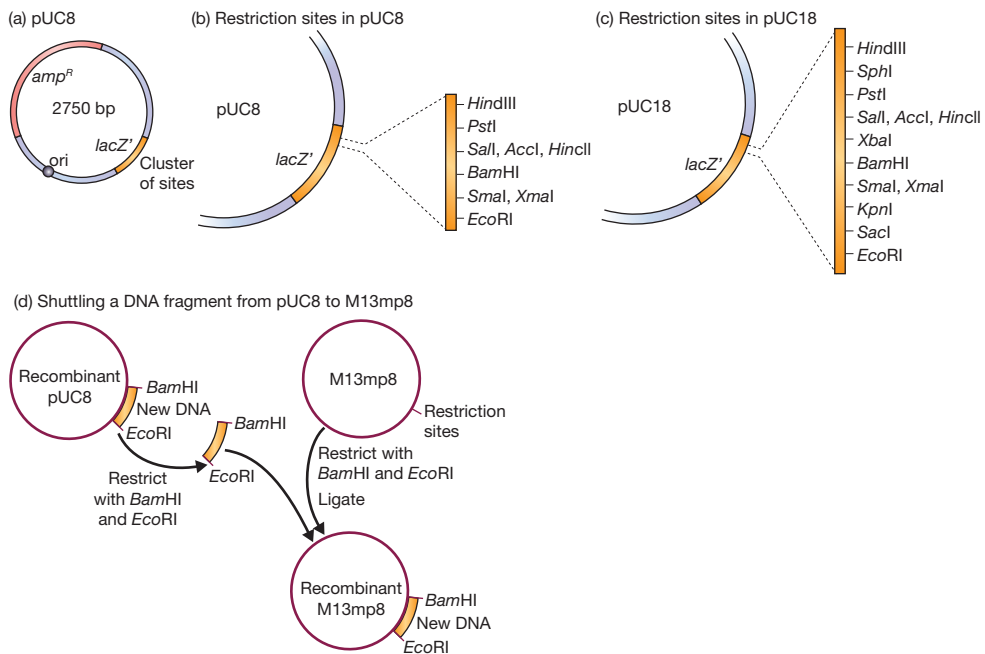 (a) pUC8
ampR
2750 bp
ori
lacZ'
Cluster
of sites
(b) Restriction sites in pUC8
pUC8
lacZ'
HindIII
PstI
SalI, AccI, HincII
BamHI
SmaI, XmaI
EcoRI
(c) Restriction sites in pUC18
pUC18
lacZ'
HindIII
SphI
PstI
SalI, AccI, HincII
XbaI
BamHI
SmaI, XmaI
KpnI
SacI
EcoRI
(d) Shuttling a DNA fragment from pUC8 to M13mp8
Recombinant
pUC8
BamHI
New DNA
EcoRI
Restrict
with BamHI
and EcoRI
BamHI
EcoRI
M13mp8
Restriction
sites
Restrict with
BamHI and EcoRI
Ligate
Recombinant
M13mp8
BamHI
New DNA
EcoRI